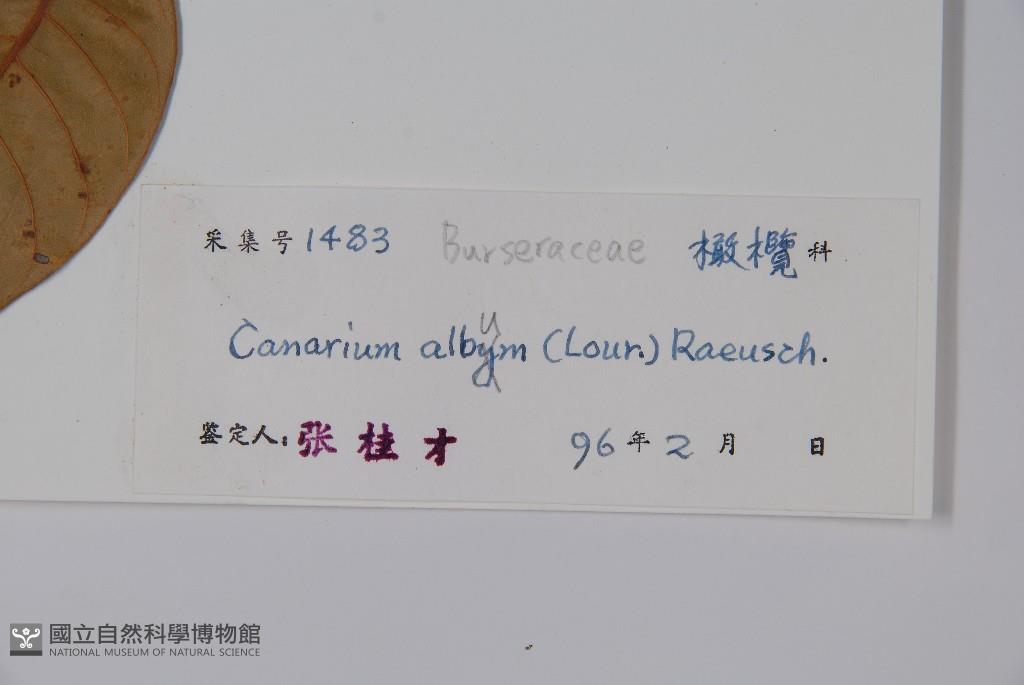 采集号 1483 Burseraceae 橄欖 科
u
Canarium albym (Lour.) Raeusch.
鉴定人: 张桂才 96 年 2 月 日
國立自然科學博物館
NATIONAL MUSEUM OF NATURAL SCIENCE